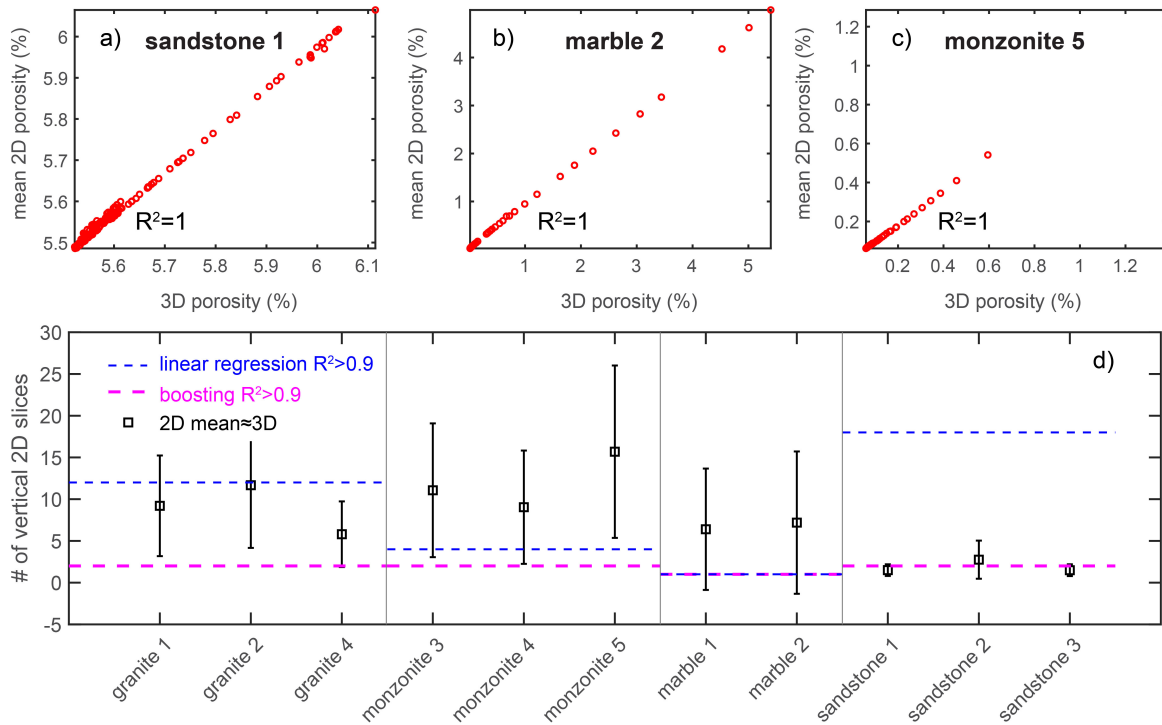 a) sandstone 1
mean 2D porosity (%)
6
5.9
5.8
5.7
5.6
5.5
R²=1
5.6 5.7 5.8 5.9 6 6.1
3D porosity (%)
b) marble 2
mean 2D porosity (%)
4
3
2
1
R²=1
1 2 3 4 5
3D porosity (%)
c) monzonite 5
mean 2D porosity (%)
1.2
1
0.8
0.6
0.4
0.2
R²=1
0.2 0.4 0.6 0.8 1 1.2
3D porosity (%)
d)
# of vertical 2D slices
30
25
20
15
10
5
0
-5
linear regression R²>0.9
boosting R²>0.9
2D mean≈3D
granite 1
granite 2
granite 4
monzonite 3
monzonite 4
monzonite 5
marble 1
marble 2
sandstone 1
sandstone 2
sandstone 3